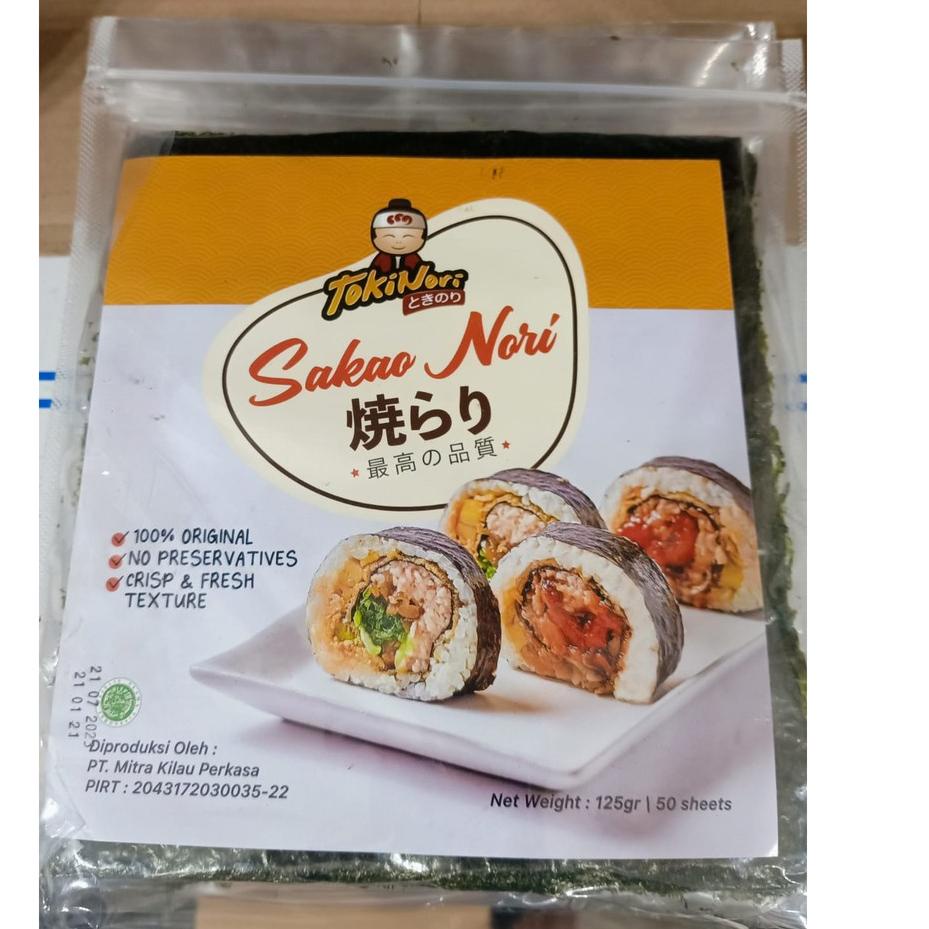 TOKiNori
ときのり
Sakao Nori
焼らり
最高の品質
100% ORIGINAL
NO PRESERVATIVES
CRISP & FRESH
TEXTURE
21 07 2025
21 01 21
Diproduksi Oleh :
PT. Mitra Kilau Perkasa
PIRT : 2043172030035-22
Net Weight : 125gr | 50 sheets